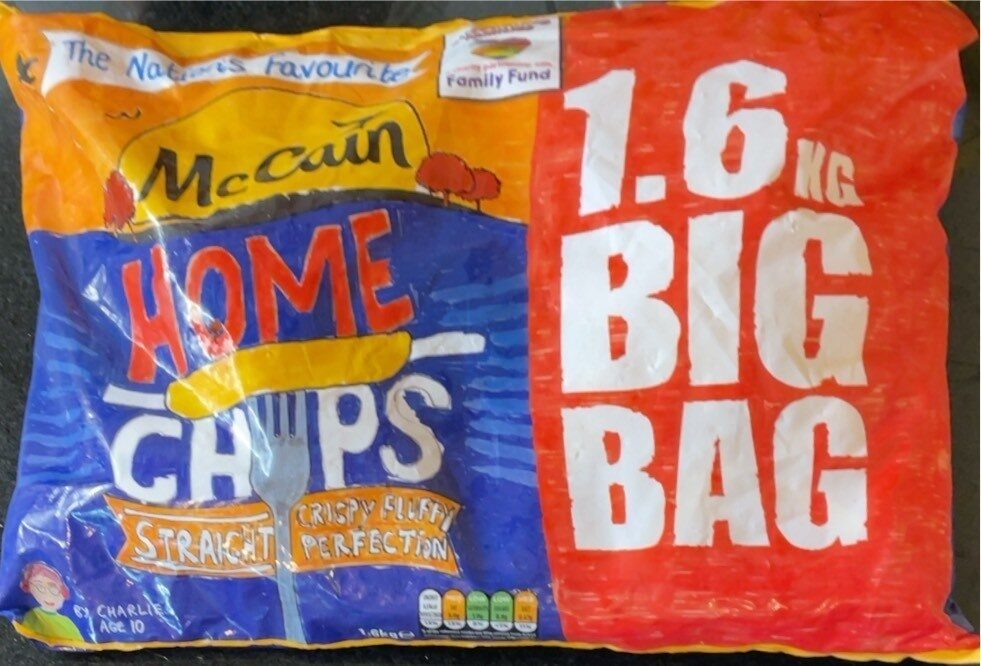 The Nation's Favourite
Family Fund
McCain
HOME
CHIPS
STRAIGHT
CRISPY FLUFFY
PERFECTION
BY CHARLIE
AGE 10
1.6kg e
1.6 KG
BIG
BAG